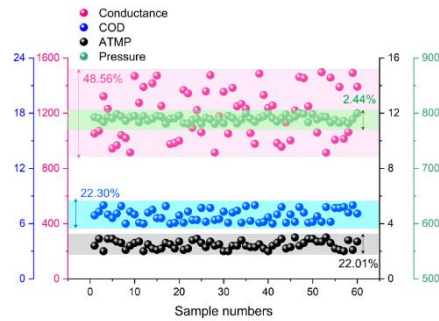 Conductance
COD
ATMP
Pressure
24 1600 16 900
48.56% 2.44%
18 1200 12 800
12 800 8 700
22.30%
6 400 4 600
22.01%
0 0 0 500
0 10 20 30 40 50 60
Sample numbers